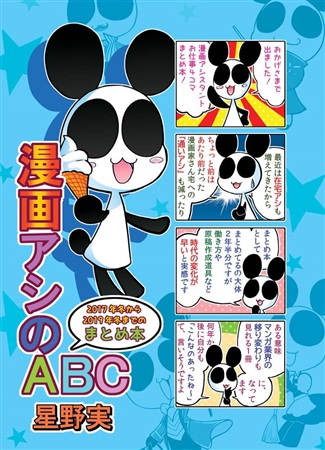 漫画アシのABC
2017年冬から
2019年冬までの
まとめ本
星野実
おかげさまで
出ました!
漫画アシスタント
お仕事4コマ
まとめ本!
最近は在宅アシも
増えてきたから
ちょっと前は
あたり前だった
漫画家さん宅への
「通いアシ」も減ったり
まとめ本
として
まとめてるの大体
2年半分ですが
働き方や
原稿作成道具など
時代の変化が
早いと実感です
ある意味
マンガ業界の
移り変わりも
見れる1冊
に、
なって
ます
何年か
後に自分も
「こんなのあったね〜」
て、言いそうですよ